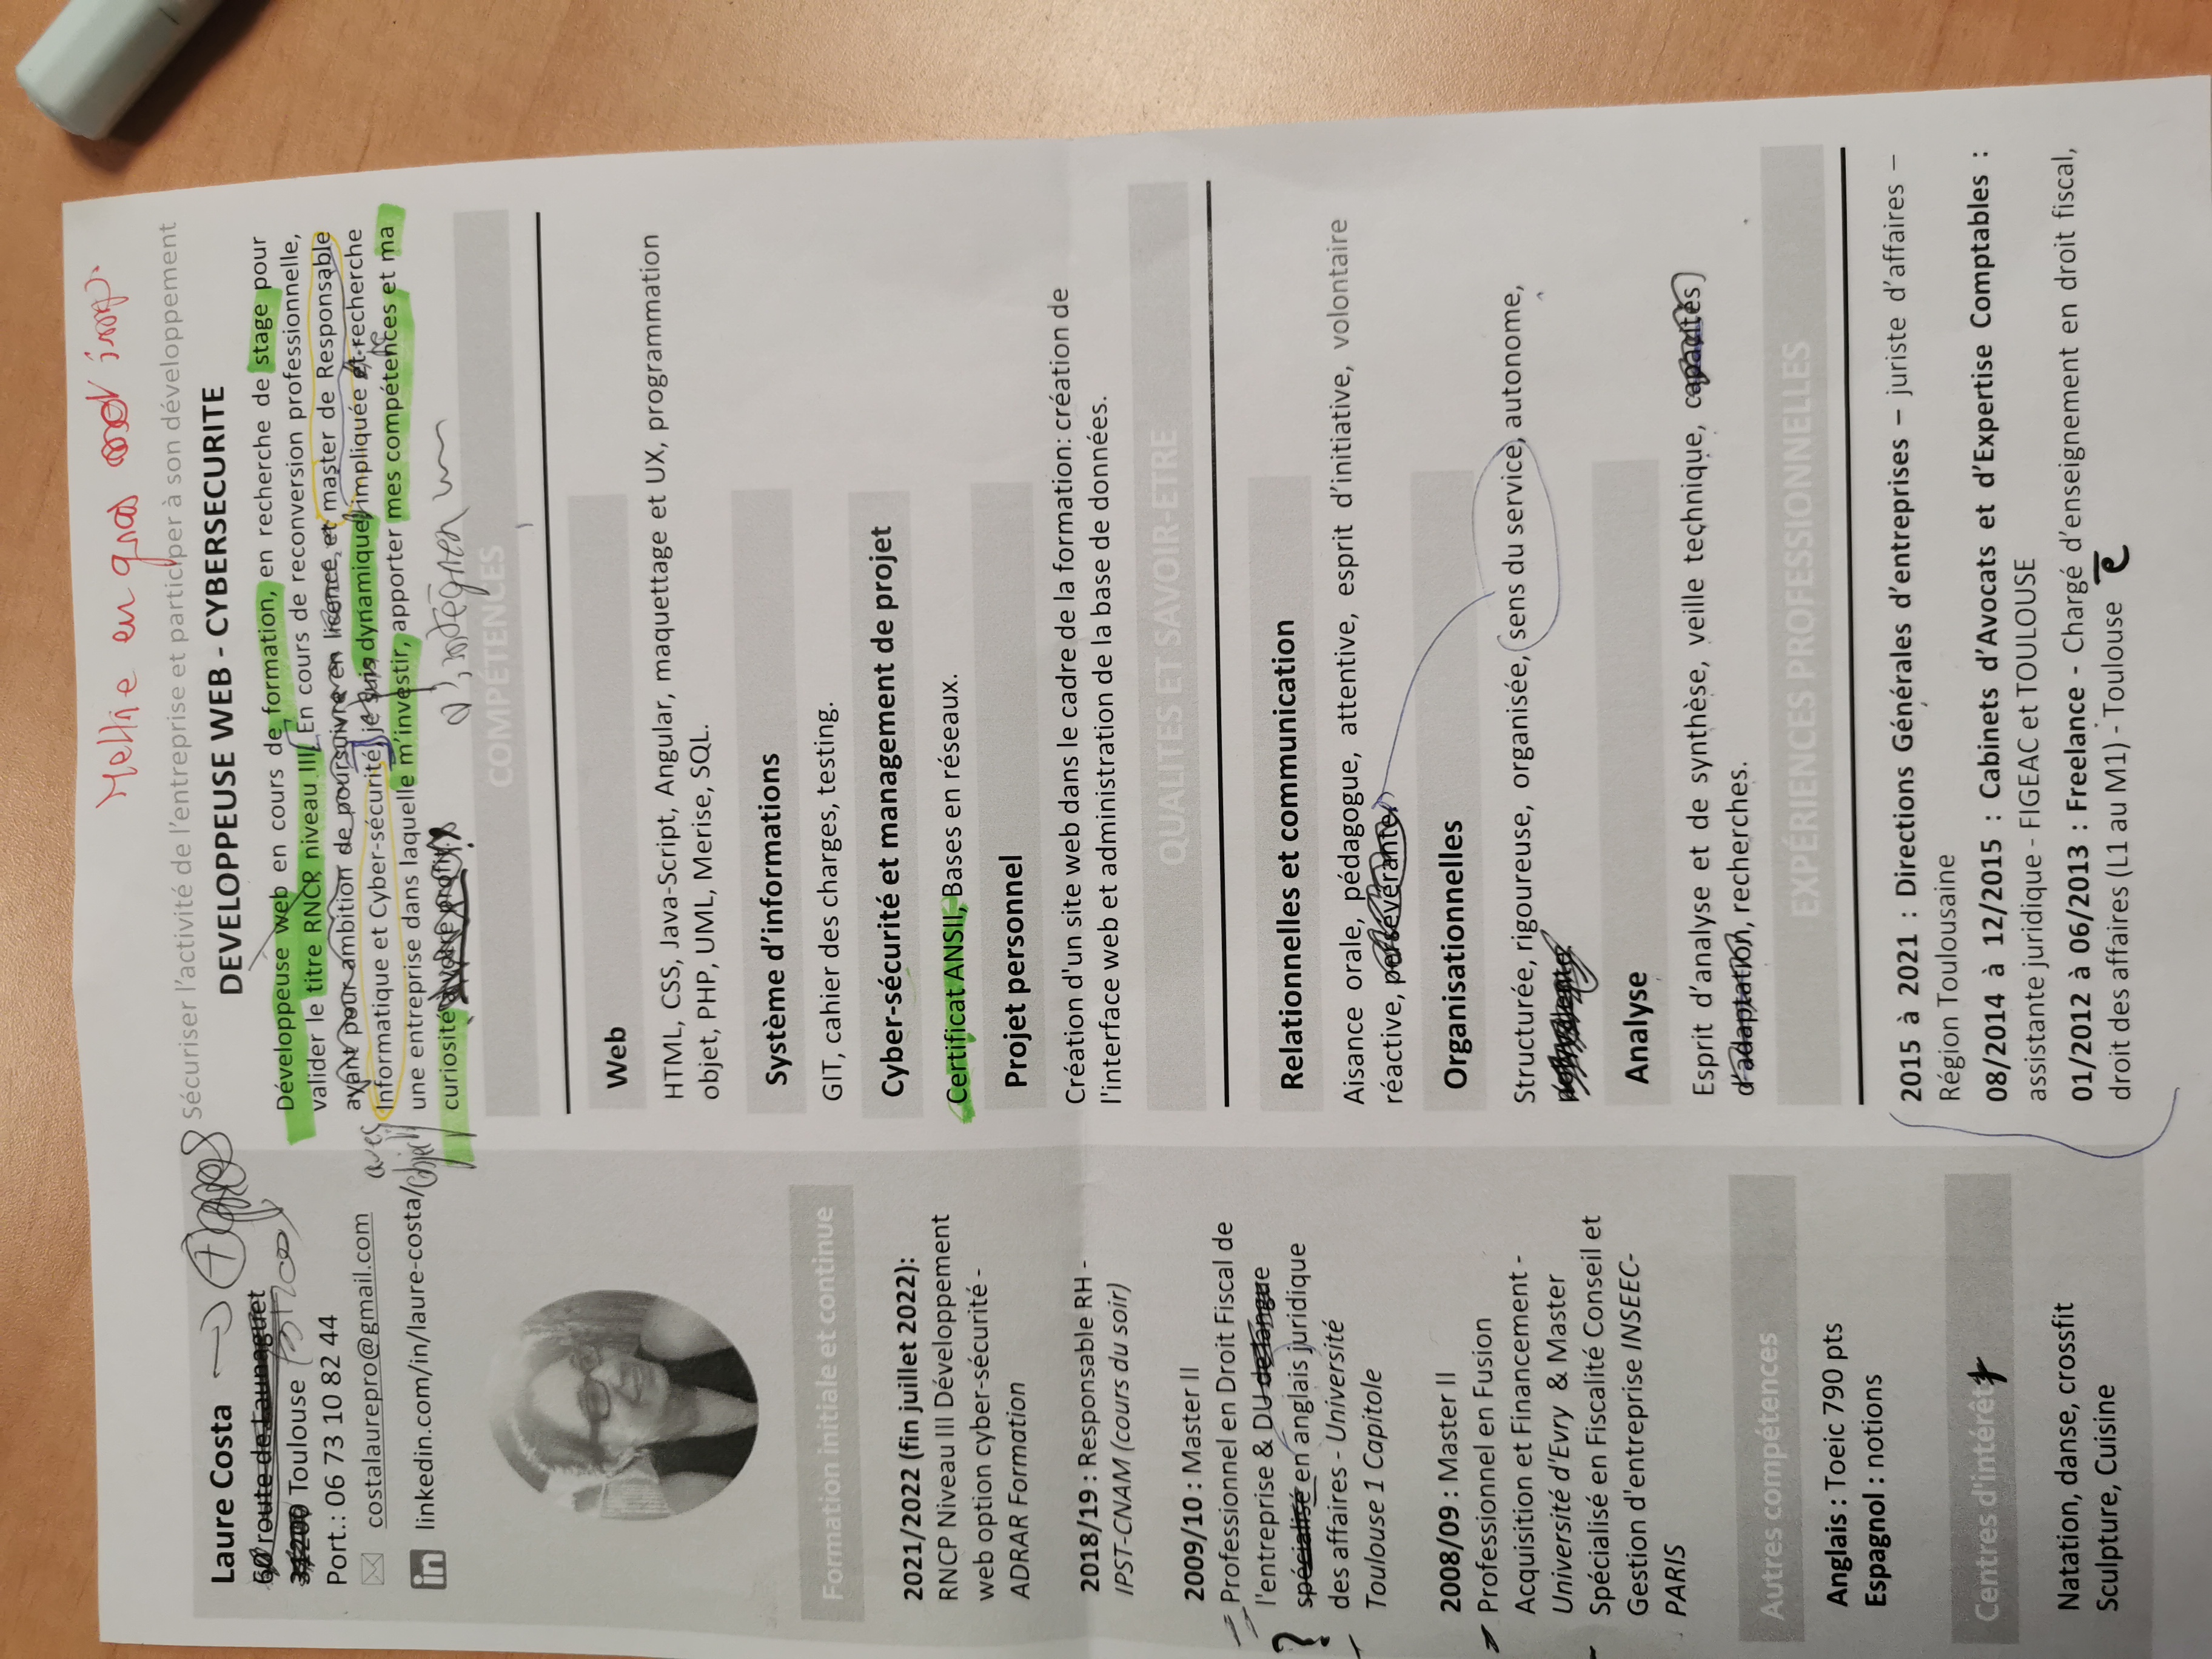 Mettre en gras mot imp.
Laure Costa
60 route de Launaguet
31200 Toulouse (31200)
Port.: 06 73 10 82 44
costalaurepro@gmail.com
in linkedin.com/in/laure-costa/
Formation initiale et continue
2021/2022 (fin juillet 2022):
RNCP Niveau III Développement
web option cyber-sécurité -
ADRAR Formation
2018/19 : Responsable RH -
IPST-CNAM (cours du soir)
2009/10 : Master II
Professionnel en Droit Fiscal de
l'entreprise & DU de langue
? spécialisé en anglais juridique
des affaires - Université
Toulouse 1 Capitole
2008/09 : Master II
Professionnel en Fusion
Acquisition et Financement -
Université d'Evry & Master
Spécialisé en Fiscalité Conseil et
Gestion d'entreprise INSEEC-
PARIS
Autres compétences
Anglais : Toeic 790 pts
Espagnol : notions
Centres d'intérêt
Natation, danse, crossfit
Sculpture, Cuisine
Sécuriser l'activité de l'entreprise et participer à son développement
DEVELOPPEUSE WEB - CYBERSECURITE
Développeuse web en cours de formation, en recherche de stage pour
valider le titre RNCR niveau III. En cours de reconversion professionnelle,
ayant pour ambition de poursuivre en licence et master de Responsable
avec
Informatique et Cyber-sécurité, je suis dynamique, impliquée et recherche
une entreprise dans laquelle m'investir, apporter mes compétences et ma
curiosité à votre profit.
?
m'intégrer
COMPÉTENCES
Web
HTML, CSS, Java-Script, Angular, maquettage et UX, programmation
objet, PHP, UML, Merise, SQL.
Système d'informations
GIT, cahier des charges, testing.
Cyber-sécurité et management de projet
Certificat ANSII, Bases en réseaux.
Projet personnel
Création d'un site web dans le cadre de la formation: création de
l'interface web et administration de la base de données.
QUALITES ET SAVOIR-ETRE
Relationnelles et communication
Aisance orale, pédagogue, attentive, esprit d'initiative, volontaire
réactive, persévérante,
Organisationnelles
Structurée, rigoureuse, organisée, sens du service, autonome,
Analyse
Esprit d'analyse et de synthèse, veille technique, capacités
d'adaptation, recherches.
EXPÉRIENCES PROFESSIONNELLES
2015 à 2021 : Directions Générales d'entreprises – juriste d'affaires –
Région Toulousaine
08/2014 à 12/2015 : Cabinets d'Avocats et d'Expertise Comptables :
assistante juridique - FIGEAC et TOULOUSE
01/2012 à 06/2013 : Freelance - Chargé d'enseignement en droit fiscal,
e
droit des affaires (L1 au M1) - Toulouse